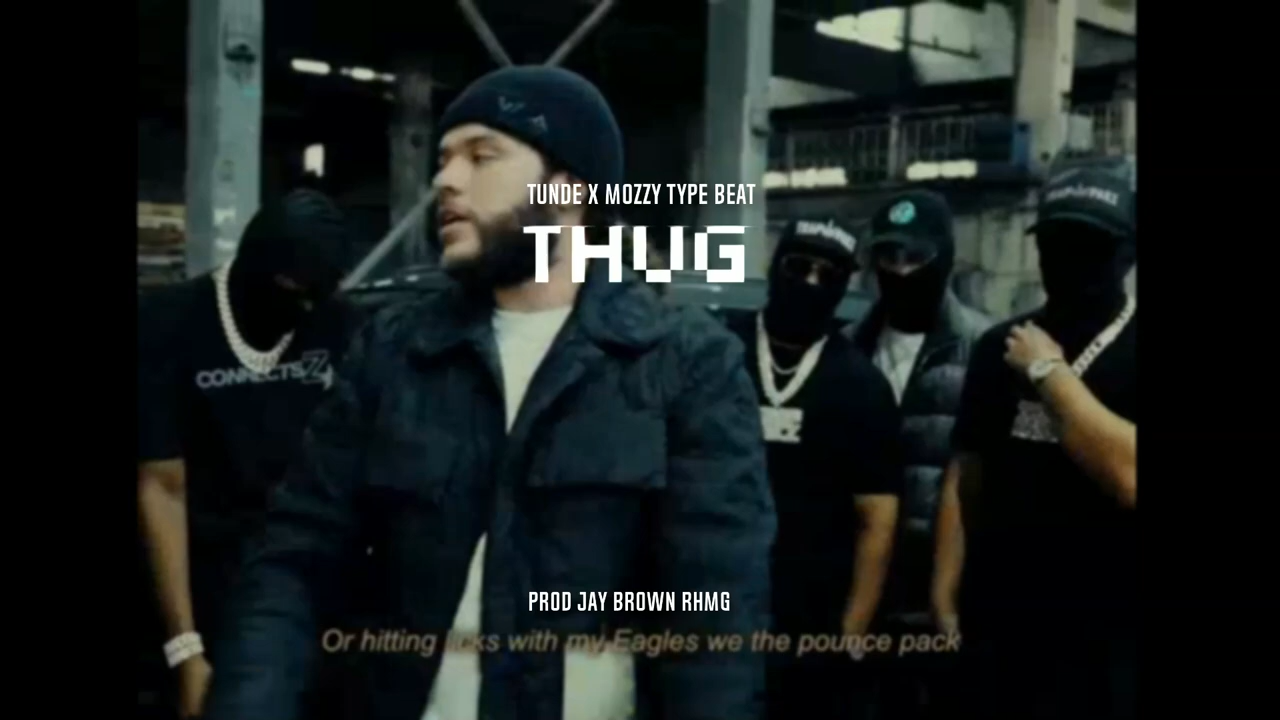 TUNDE X MOZZY TYPE BEAT
THUG
CONNECTS
PROD JAY BROWN RHMG
Or hitting licks with my Eagles we the pounce pack